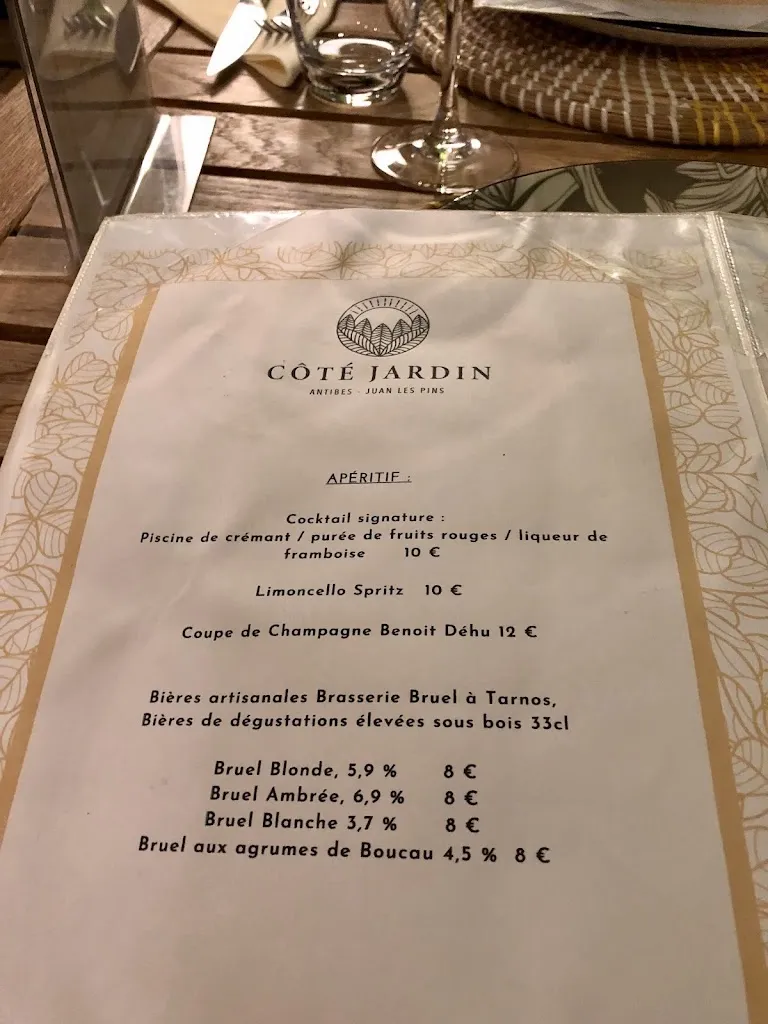 CÔTÉ JARDIN
ANTIBES - JUAN LES PINS
APÉRITIF :
Cocktail signature :
Piscine de crémant / purée de fruits rouges / liqueur de
framboise 10 €
Limoncello Spritz 10 €
Coupe de Champagne Benoit Déhu 12 €
Bières artisanales Brasserie Bruel à Tarnos,
Bières de dégustations élevées sous bois 33cl
Bruel Blonde, 5,9 % 8 €
Bruel Ambrée, 6,9 % 8 €
Bruel Blanche 3,7 % 8 €
Bruel aux agrumes de Boucau 4,5 % 8 €